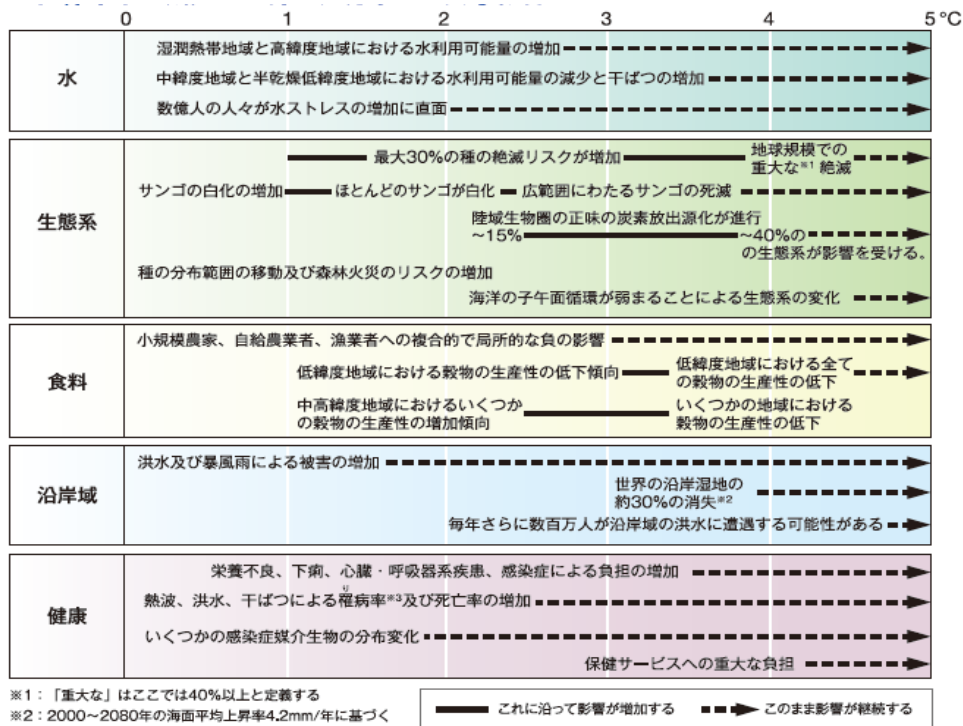 0 1 2 3 4 5 ℃
水
湿潤熱帯地域と高緯度地域における水利用可能量の増加
中緯度地域と半乾燥低緯度地域における水利用可能量の減少と干ばつの増加
数億人の人々が水ストレスの増加に直面
生態系
最大30%の種の絶滅リスクが増加
地球規模での
重大な※1 絶滅
サンゴの白化の増加 ほとんどのサンゴが白化 広範囲にわたるサンゴの死滅
陸域生物圏の正味の炭素放出源化が進行
~15% ~40%の
の生態系が影響を受ける。
種の分布範囲の移動及び森林火災のリスクの増加
海洋の子午面循環が弱まることによる生態系の変化
食料
小規模農家、自給農業者、漁業者への複合的で局所的な負の影響
低緯度地域における穀物の生産性の低下傾向
低緯度地域における全て
の穀物の生産性の低下
中高緯度地域におけるいくつか
の穀物の生産性の増加傾向
いくつかの地域における
穀物の生産性の低下
沿岸域
洪水及び暴風雨による被害の増加
世界の沿岸湿地の
約30%の消失※2
毎年さらに数百万人が沿岸域の洪水に遭遇する可能性がある
健康
栄養不良、下痢、心臓・呼吸器系疾患、感染症による負担の増加
り
熱波、洪水、干ばつによる罹病率※3及び死亡率の増加
いくつかの感染症媒介生物の分布変化
保健サービスへの重大な負担
※1:「重大な」はここでは40%以上と定義する
※2:2000~2080年の海面平均上昇率4.2mm/年に基づく
これに沿って影響が増加する このまま影響が継続する